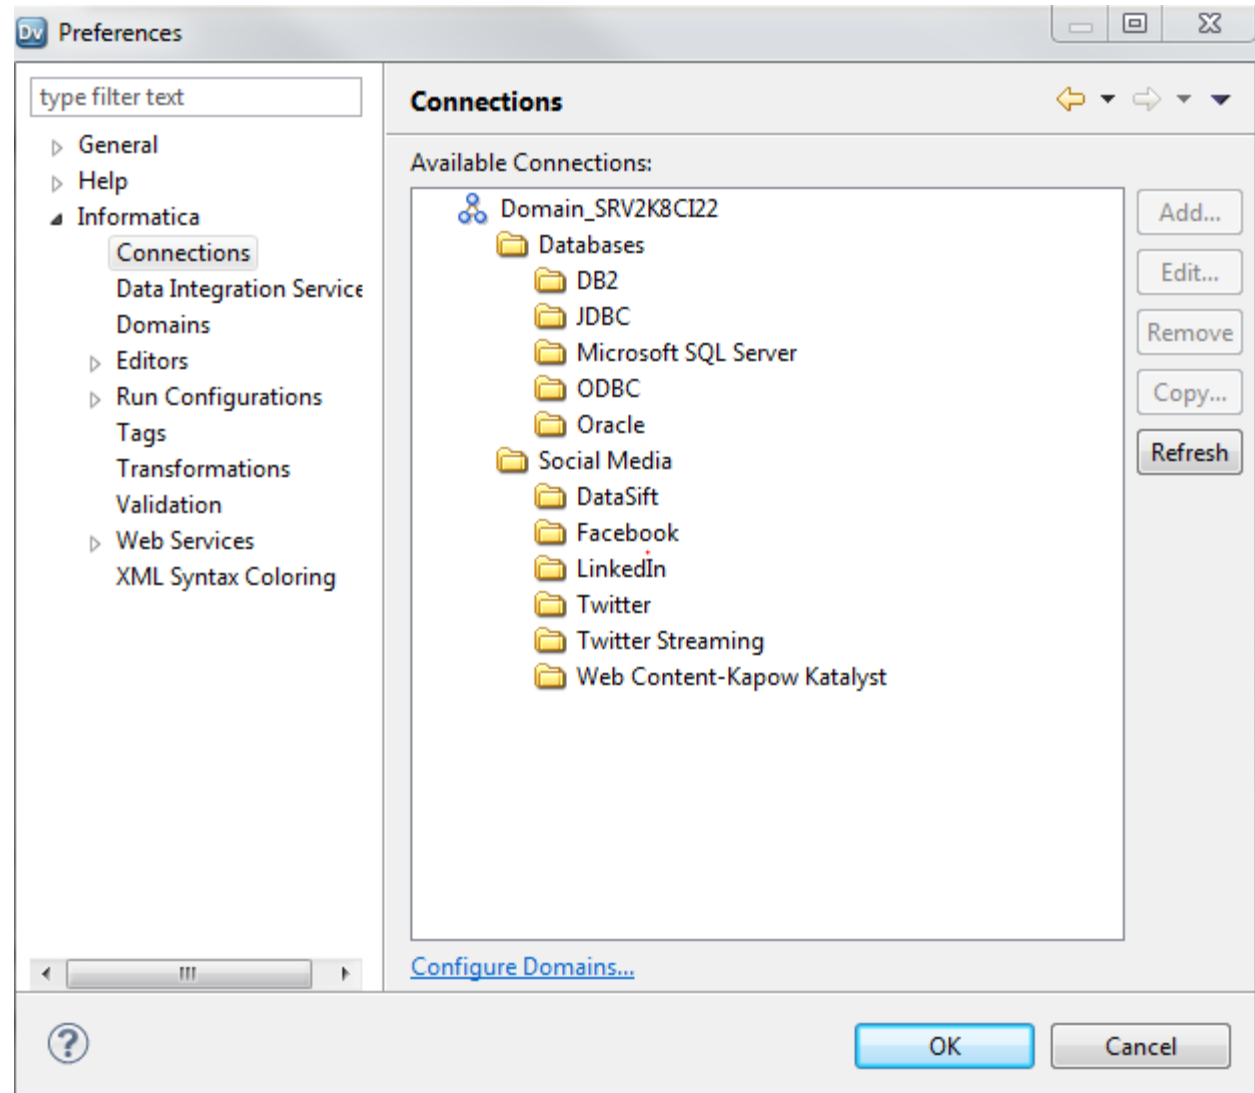 Dv Preferences
type filter text
General
Help
Informatica
Connections
Data Integration Service
Domains
Editors
Run Configurations
Tags
Transformations
Validation
Web Services
XML Syntax Coloring
Connections
Available Connections:
Domain_SRV2K8CI22
Databases
DB2
JDBC
Microsoft SQL Server
ODBC
Oracle
Social Media
DataSift
Facebook
LinkedIn
Twitter
Twitter Streaming
Web Content-Kapow Katalyst
Add...
Edit...
Remove
Copy...
Refresh
Configure Domains...
?
OK
Cancel